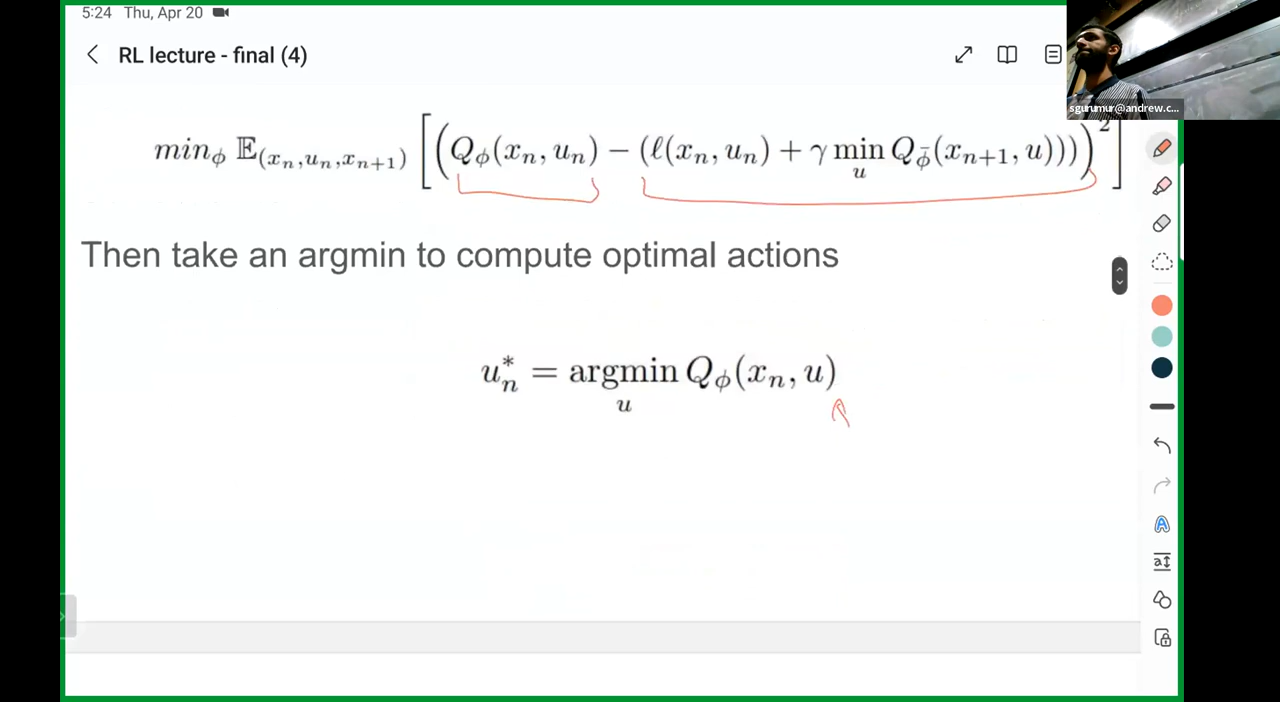 5:24 Thu, Apr 20
RL lecture - final (4)
sgurumur@andrew.c...
min_ϕ 𝔼_(x_n,u_n,x_{n+1}) [(Q_ϕ(x_n, u_n) − (ℓ(x_n, u_n) + γ min_u Q_ϕ̄(x_{n+1}, u))))^2]
Then take an argmin to compute optimal actions
u_n^* = argmin_u Q_ϕ(x_n, u)